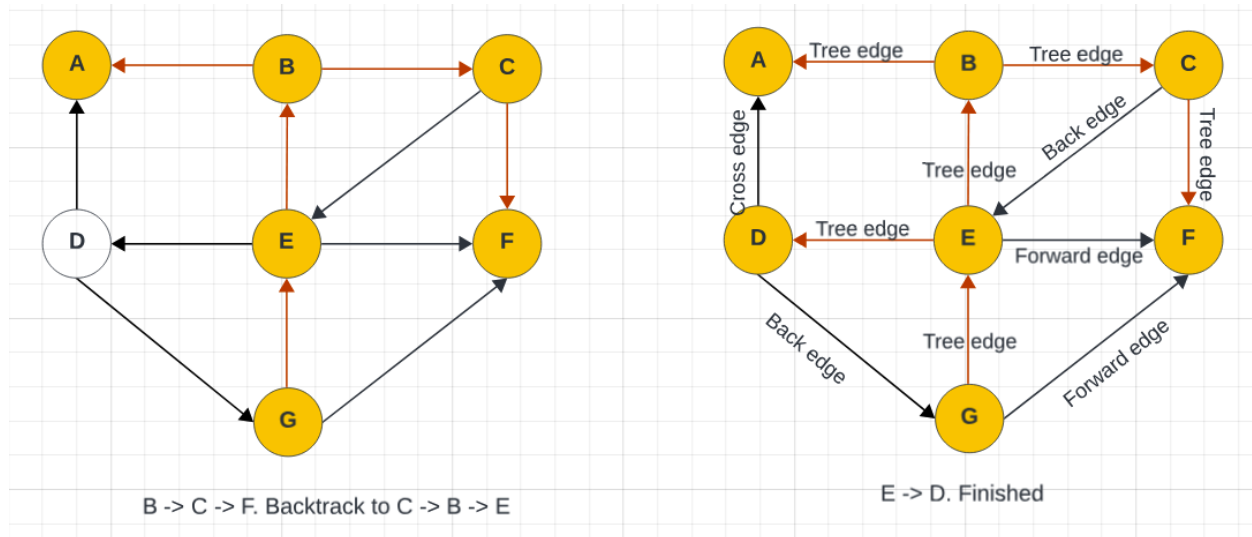 A
B
C
D
E
F
G
B -> C -> F. Backtrack to C -> B -> E
A
Tree edge
B
Tree edge
C
Cross edge
Tree edge
Back edge
Tree edge
D
Tree edge
E
Forward edge
F
Back edge
Tree edge
Forward edge
G
E -> D. Finished